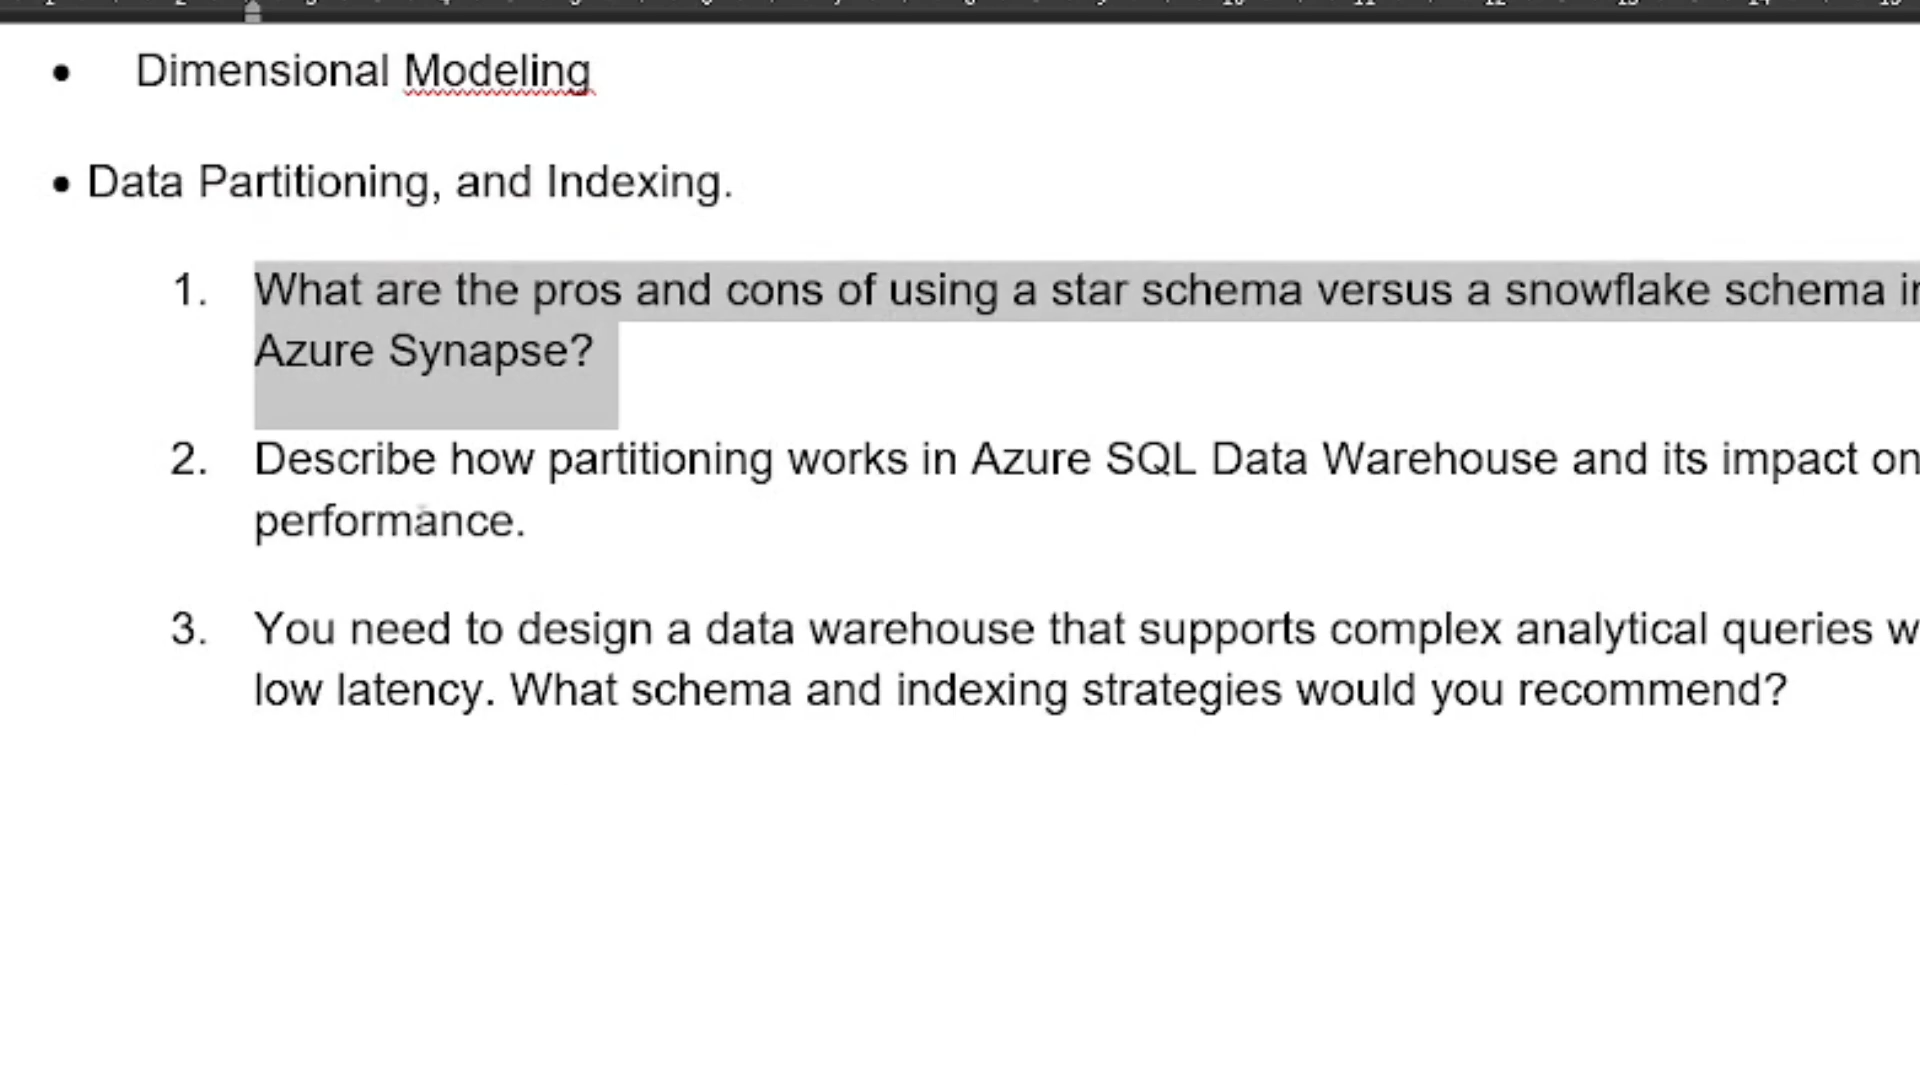 • Dimensional Modeling
• Data Partitioning, and Indexing.
1. What are the pros and cons of using a star schema versus a snowflake schema
Azure Synapse?
2. Describe how partitioning works in Azure SQL Data Warehouse and its impact on
performance.
3. You need to design a data warehouse that supports complex analytical queries
low latency. What schema and indexing strategies would you recommend?